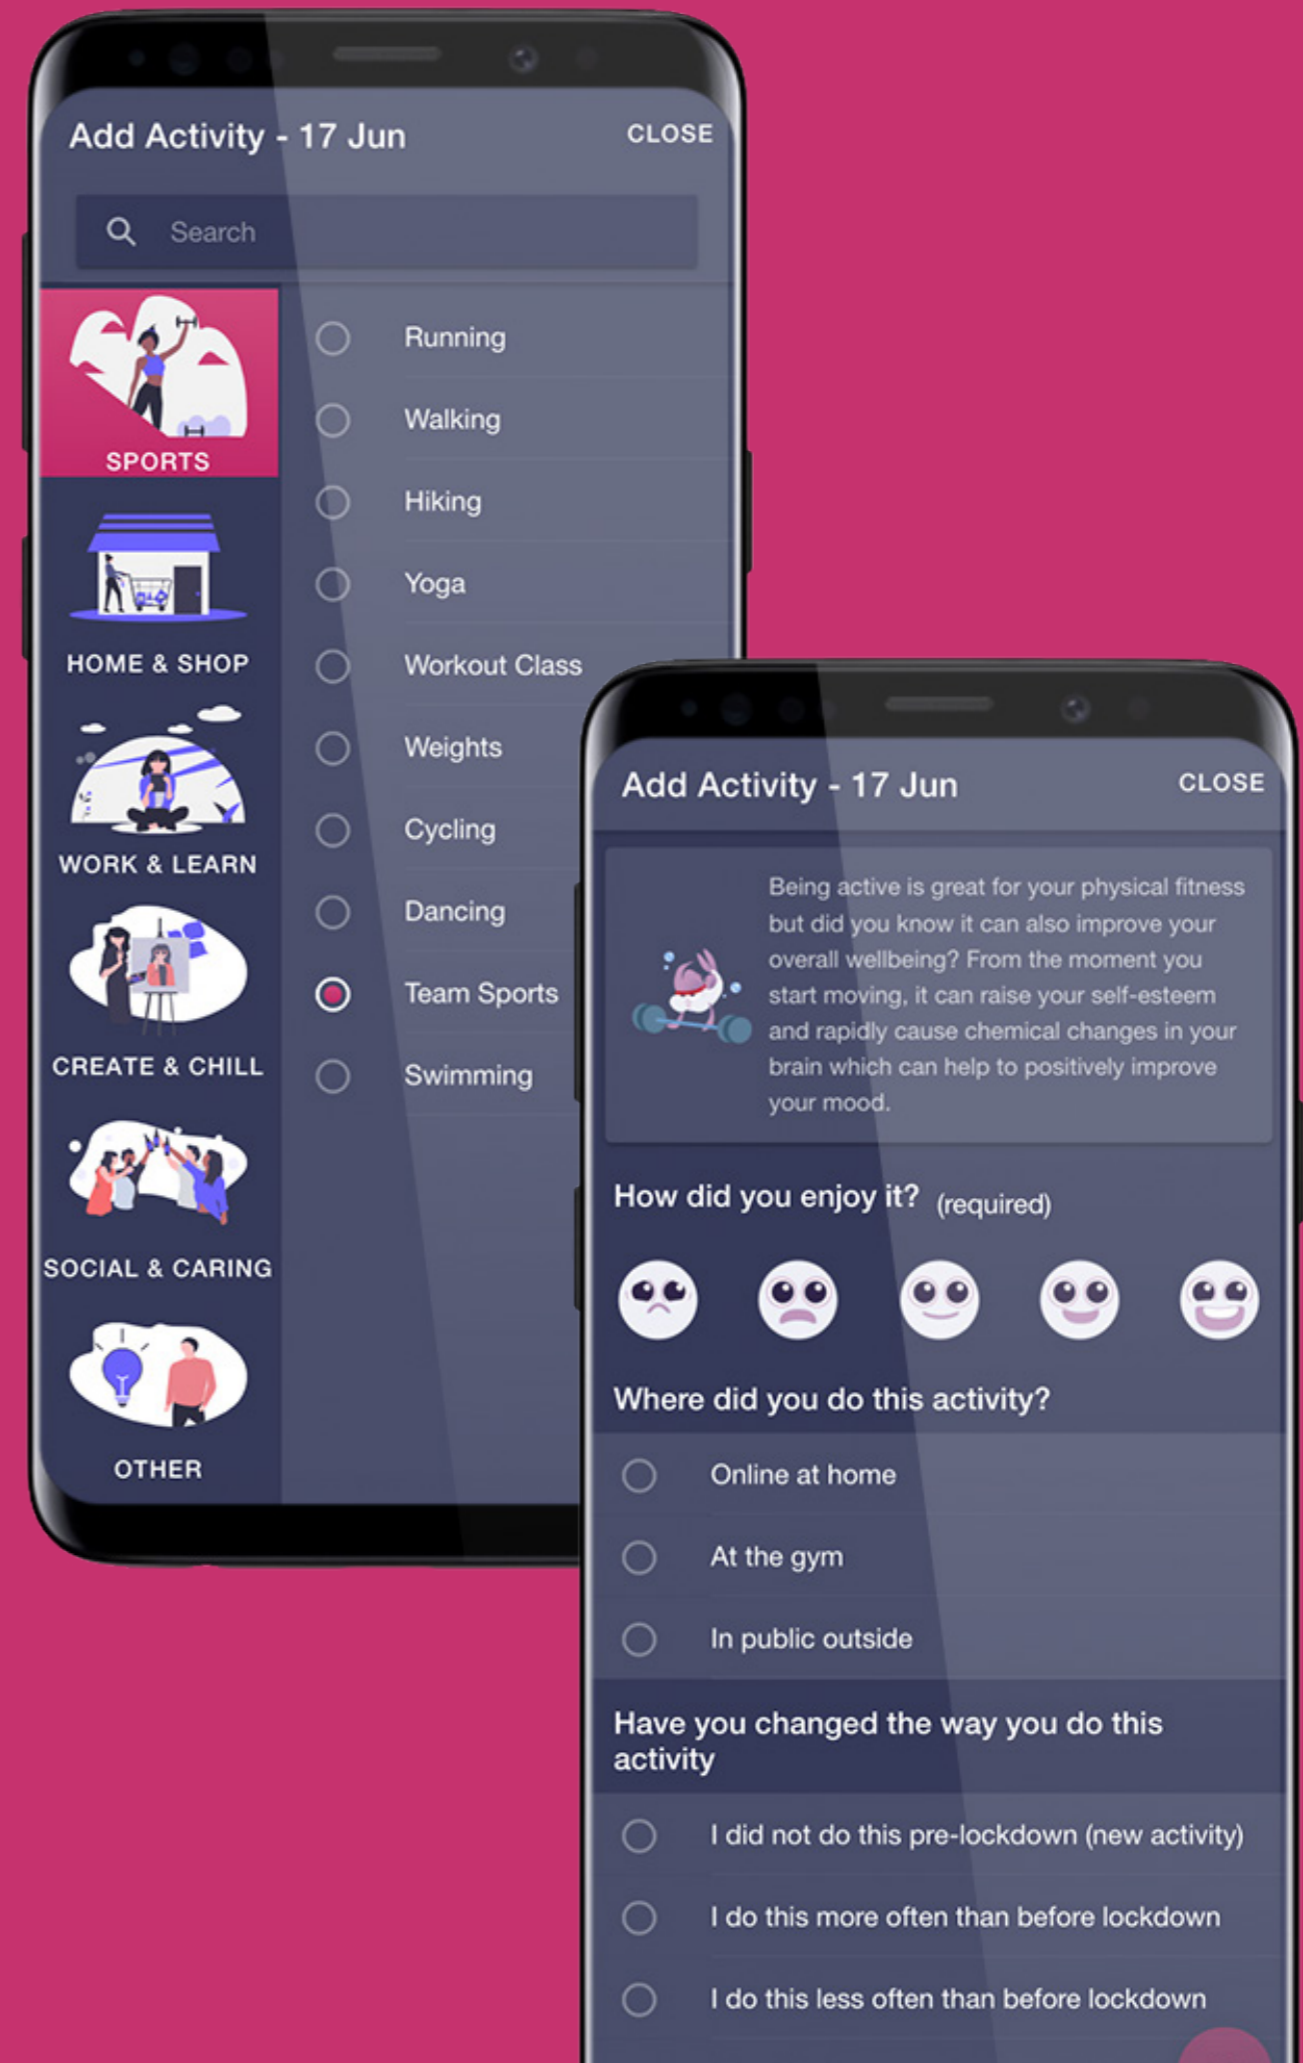 Add Activity - 17 Jun
CLOSE
Search
SPORTS
HOME & SHOP
WORK & LEARN
CREATE & CHILL
SOCIAL & CARING
OTHER
Running
Walking
Hiking
Yoga
Workout Class
Weights
Cycling
Dancing
Team Sports
Swimming
Add Activity - 17 Jun
CLOSE
Being active is great for your physical fitness
but did you know it can also improve your
overall wellbeing? From the moment you
start moving, it can raise your self-esteem
and rapidly cause chemical changes in your
brain which can help to positively improve
your mood.
How did you enjoy it? (required)
Where did you do this activity?
Online at home
At the gym
In public outside
Have you changed the way you do this
activity
I did not do this pre-lockdown (new activity)
I do this more often than before lockdown
I do this less often than before lockdown